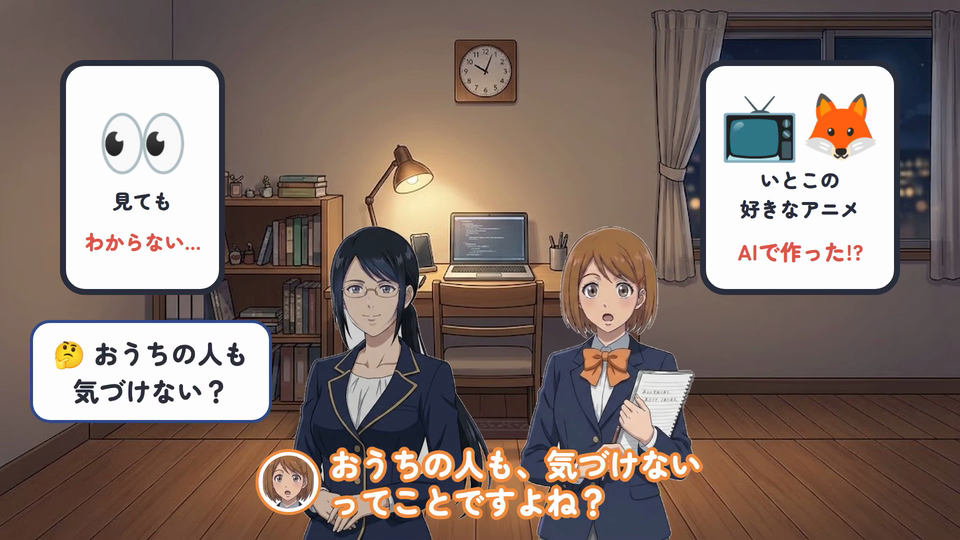 見ても
わからない…
いとこの
好きなアニメ
AIで作った!?
おうちの人も
気づけない？
おうちの人も、気づけない
ってことですよね？